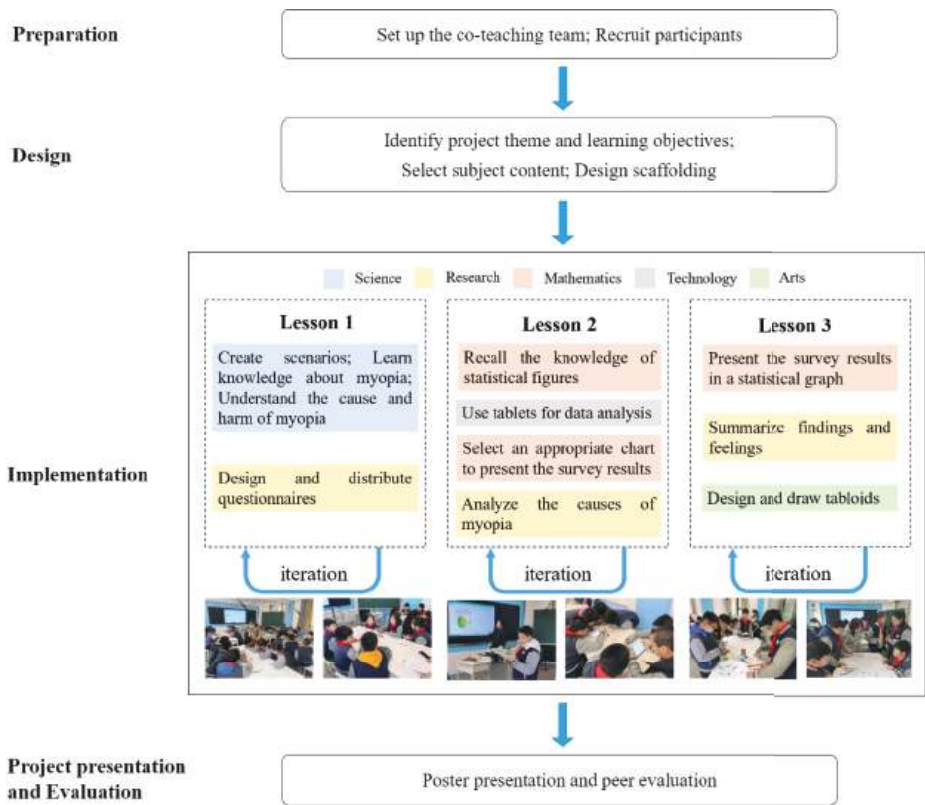 Preparation
Set up the co-teaching team; Recruit participants
Design
Identify project theme and learning objectives;
Select subject content; Design scaffolding
Implementation
Science
Research
Mathematics
Technology
Arts
Lesson 1
Create scenarios; Learn
knowledge about myopia;
Understand the cause and
harm of myopia
Design and distribute
questionnaires
iteration
Lesson 2
Recall the knowledge of
statistical figures
Use tablets for data analysis
Select an appropriate chart
to present the survey results
Analyze the causes of
myopia
iteration
Lesson 3
Present the survey results
in a statistical graph
Summarize findings and
feelings
Design and draw tabloids
iteration
Project presentation
and Evaluation
Poster presentation and peer evaluation